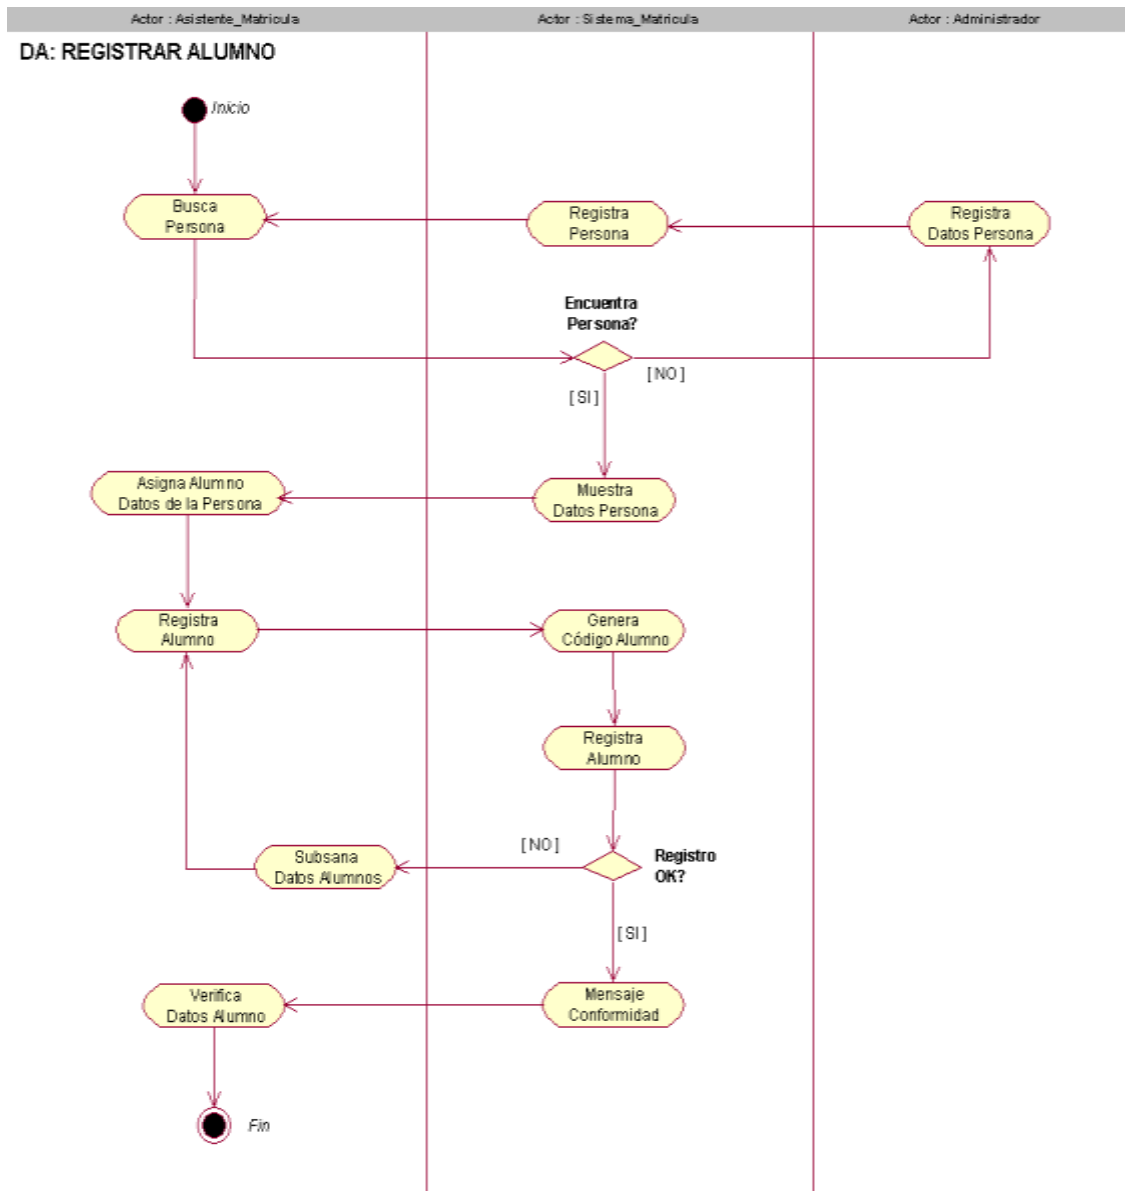 Actor : Asistente_Matricula
Actor : Sistema_Matricula
Actor : Administrador
DA: REGISTRAR ALUMNO
Inicio
Busca
Persona
Registra
Persona
Registra
Datos Persona
Encuentra
Persona?
[ NO ]
[ SI ]
Asigna Alumno
Datos de la Persona
Muestra
Datos Persona
Registra
Alumno
Genera
Código Alumno
Registra
Alumno
[ NO ]
Subsana
Datos Alumnos
Registro
OK?
[ SI ]
Verifica
Datos Alumno
Mensaje
Conformidad
Fin